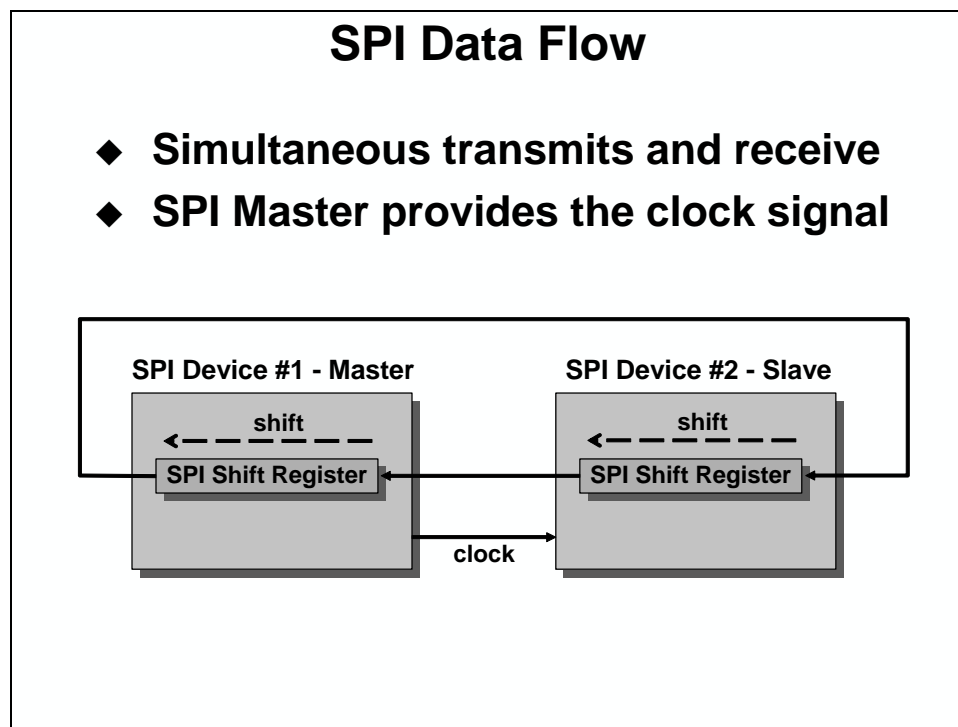 SPI Data Flow
◆ Simultaneous transmits and receive
◆ SPI Master provides the clock signal
SPI Device #1 - Master
SPI Device #2 - Slave
shift
shift
SPI Shift Register
SPI Shift Register
clock